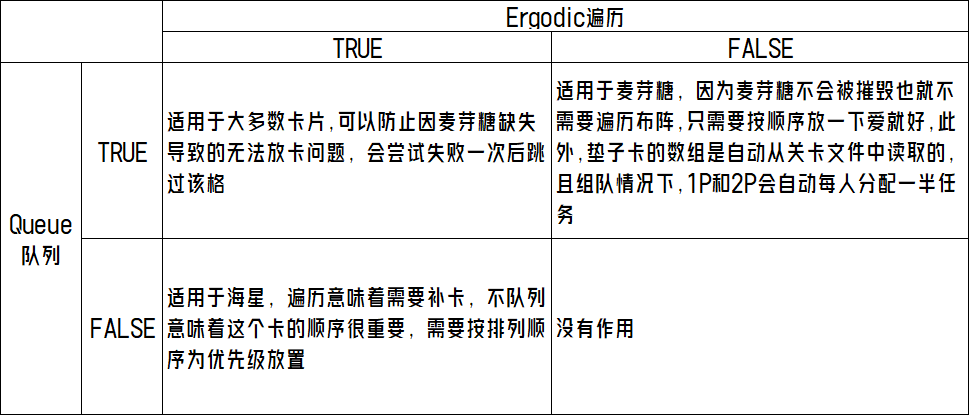 Ergodic遍历
TRUE
FALSE
Queue
队列
TRUE
适用于大多数卡片,可以防止因麦芽糖缺失
导致的无法放卡问题，会尝试失败一次后跳
过该格
适用于麦芽糖，因为麦芽糖不会被摧毁也就不
需要遍历布阵,只需要按顺序放一下爱就好,此
外,垫子卡的数组是自动从关卡文件中读取的,
且组队情况下,1P和2P会自动每人分配一半任
务
FALSE
适用于海星，遍历意味着需要补卡，不队列
意味着这个卡的顺序很重要，需要按排列顺
序为优先级放置
没有作用